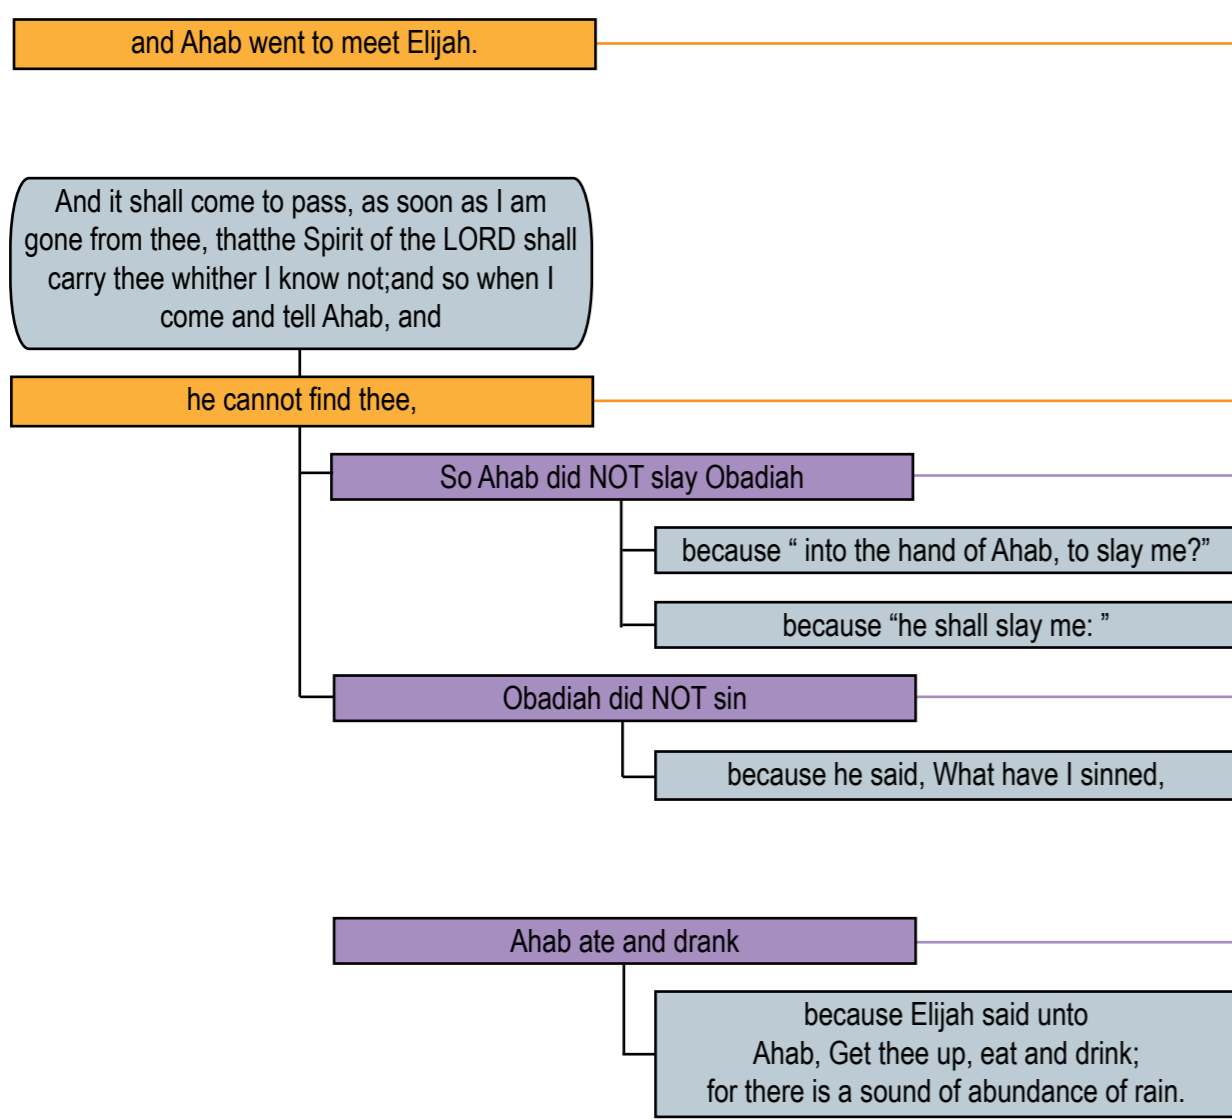 and Ahab went to meet Elijah.
And it shall come to pass, as soon as I am
gone from thee, thatthe Spirit of the LORD shall
carry thee whither I know not;and so when I
come and tell Ahab, and
he cannot find thee,
So Ahab did NOT slay Obadiah
because “ into the hand of Ahab, to slay me?”
because “he shall slay me: ”
Obadiah did NOT sin
because he said, What have I sinned,
Ahab ate and drank
because Elijah said unto
Ahab, Get thee up, eat and drink;
for there is a sound of abundance of rain.